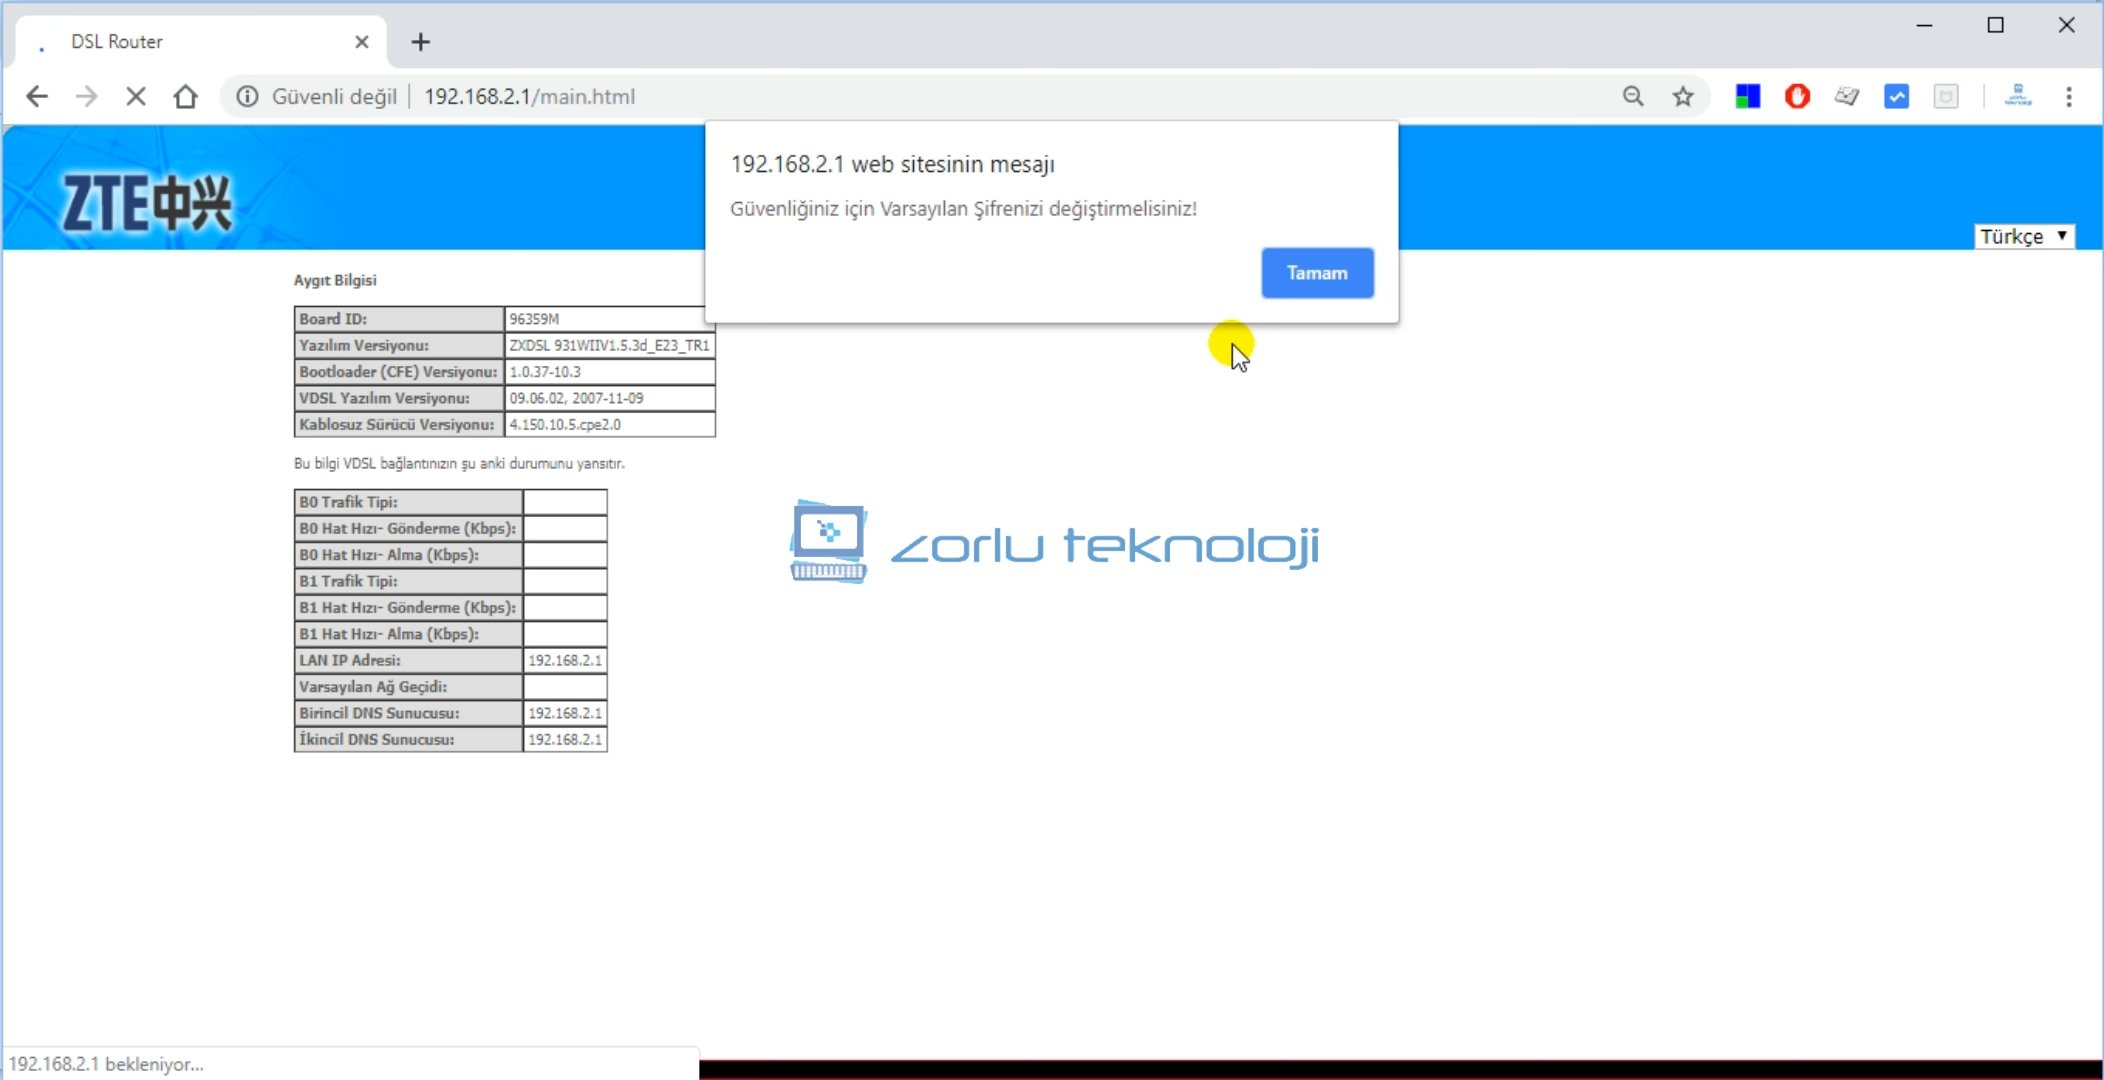 DSL Router
Güvenli değil 192.168.2.1/main.html
192.168.2.1 web sitesinin mesajı
Güvenliğiniz için Varsayılan Şifrenizi değiştirmelisiniz!
Tamam
ZTE中兴
Türkçe
Aygıt Bilgisi
Board ID: 96359M
Yazılım Versiyonu: ZXDSL 931WIIV1.5.3d_E23_TR1
Bootloader (CFE) Versiyonu: 1.0.37-10.3
VDSL Yazılım Versiyonu: 09.06.02, 2007-11-09
Kablosuz Sürücü Versiyonu: 4.150.10.5.cpe2.0
Bu bilgi VDSL bağlantınızın şu anki durumunu yansıtır.
B0 Trafik Tipi:
B0 Hat Hızı- Gönderme (Kbps):
B0 Hat Hızı- Alma (Kbps):
B1 Trafik Tipi:
B1 Hat Hızı- Gönderme (Kbps):
B1 Hat Hızı- Alma (Kbps):
LAN IP Adresi: 192.168.2.1
Varsayılan Ağ Geçidi:
Birincil DNS Sunucusu: 192.168.2.1
İkincil DNS Sunucusu: 192.168.2.1
zorlu teknoloji
192.168.2.1 bekleniyor...